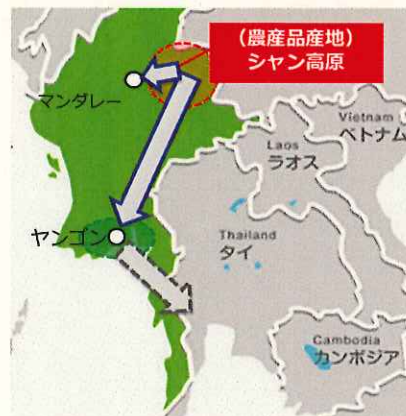 （農産品産地）
シャン高原
マンダレー
Vietnam
ベトナム
Laos
ラオス
ヤンゴン
Thailand
タイ
Cambodia
カンボジア